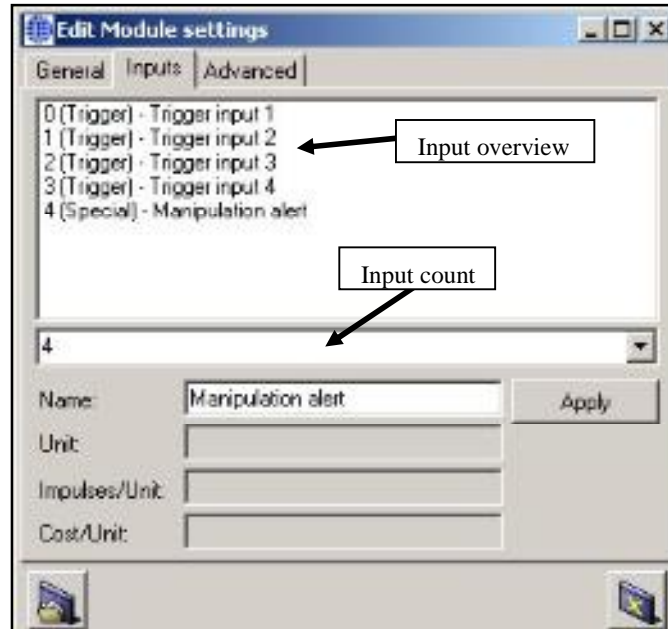 Edit Module settings
General Inputs Advanced
0 (Trigger) - Trigger input 1
1 (Trigger) - Trigger input 2
2 (Trigger) - Trigger input 3
3 (Trigger) - Trigger input 4
4 (Special) - Manipulation alert
Input overview
Input count
4
Name: Manipulation alert Apply
Unit:
Impulses/Unit:
Cost/Unit: